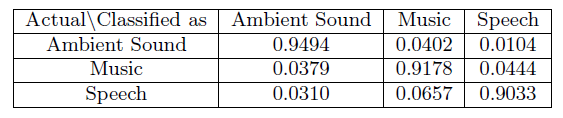 Actual\Classified as Ambient Sound Music Speech
Ambient Sound 0.9494 0.0402 0.0104
Music 0.0379 0.9178 0.0444
Speech 0.0310 0.0657 0.9033